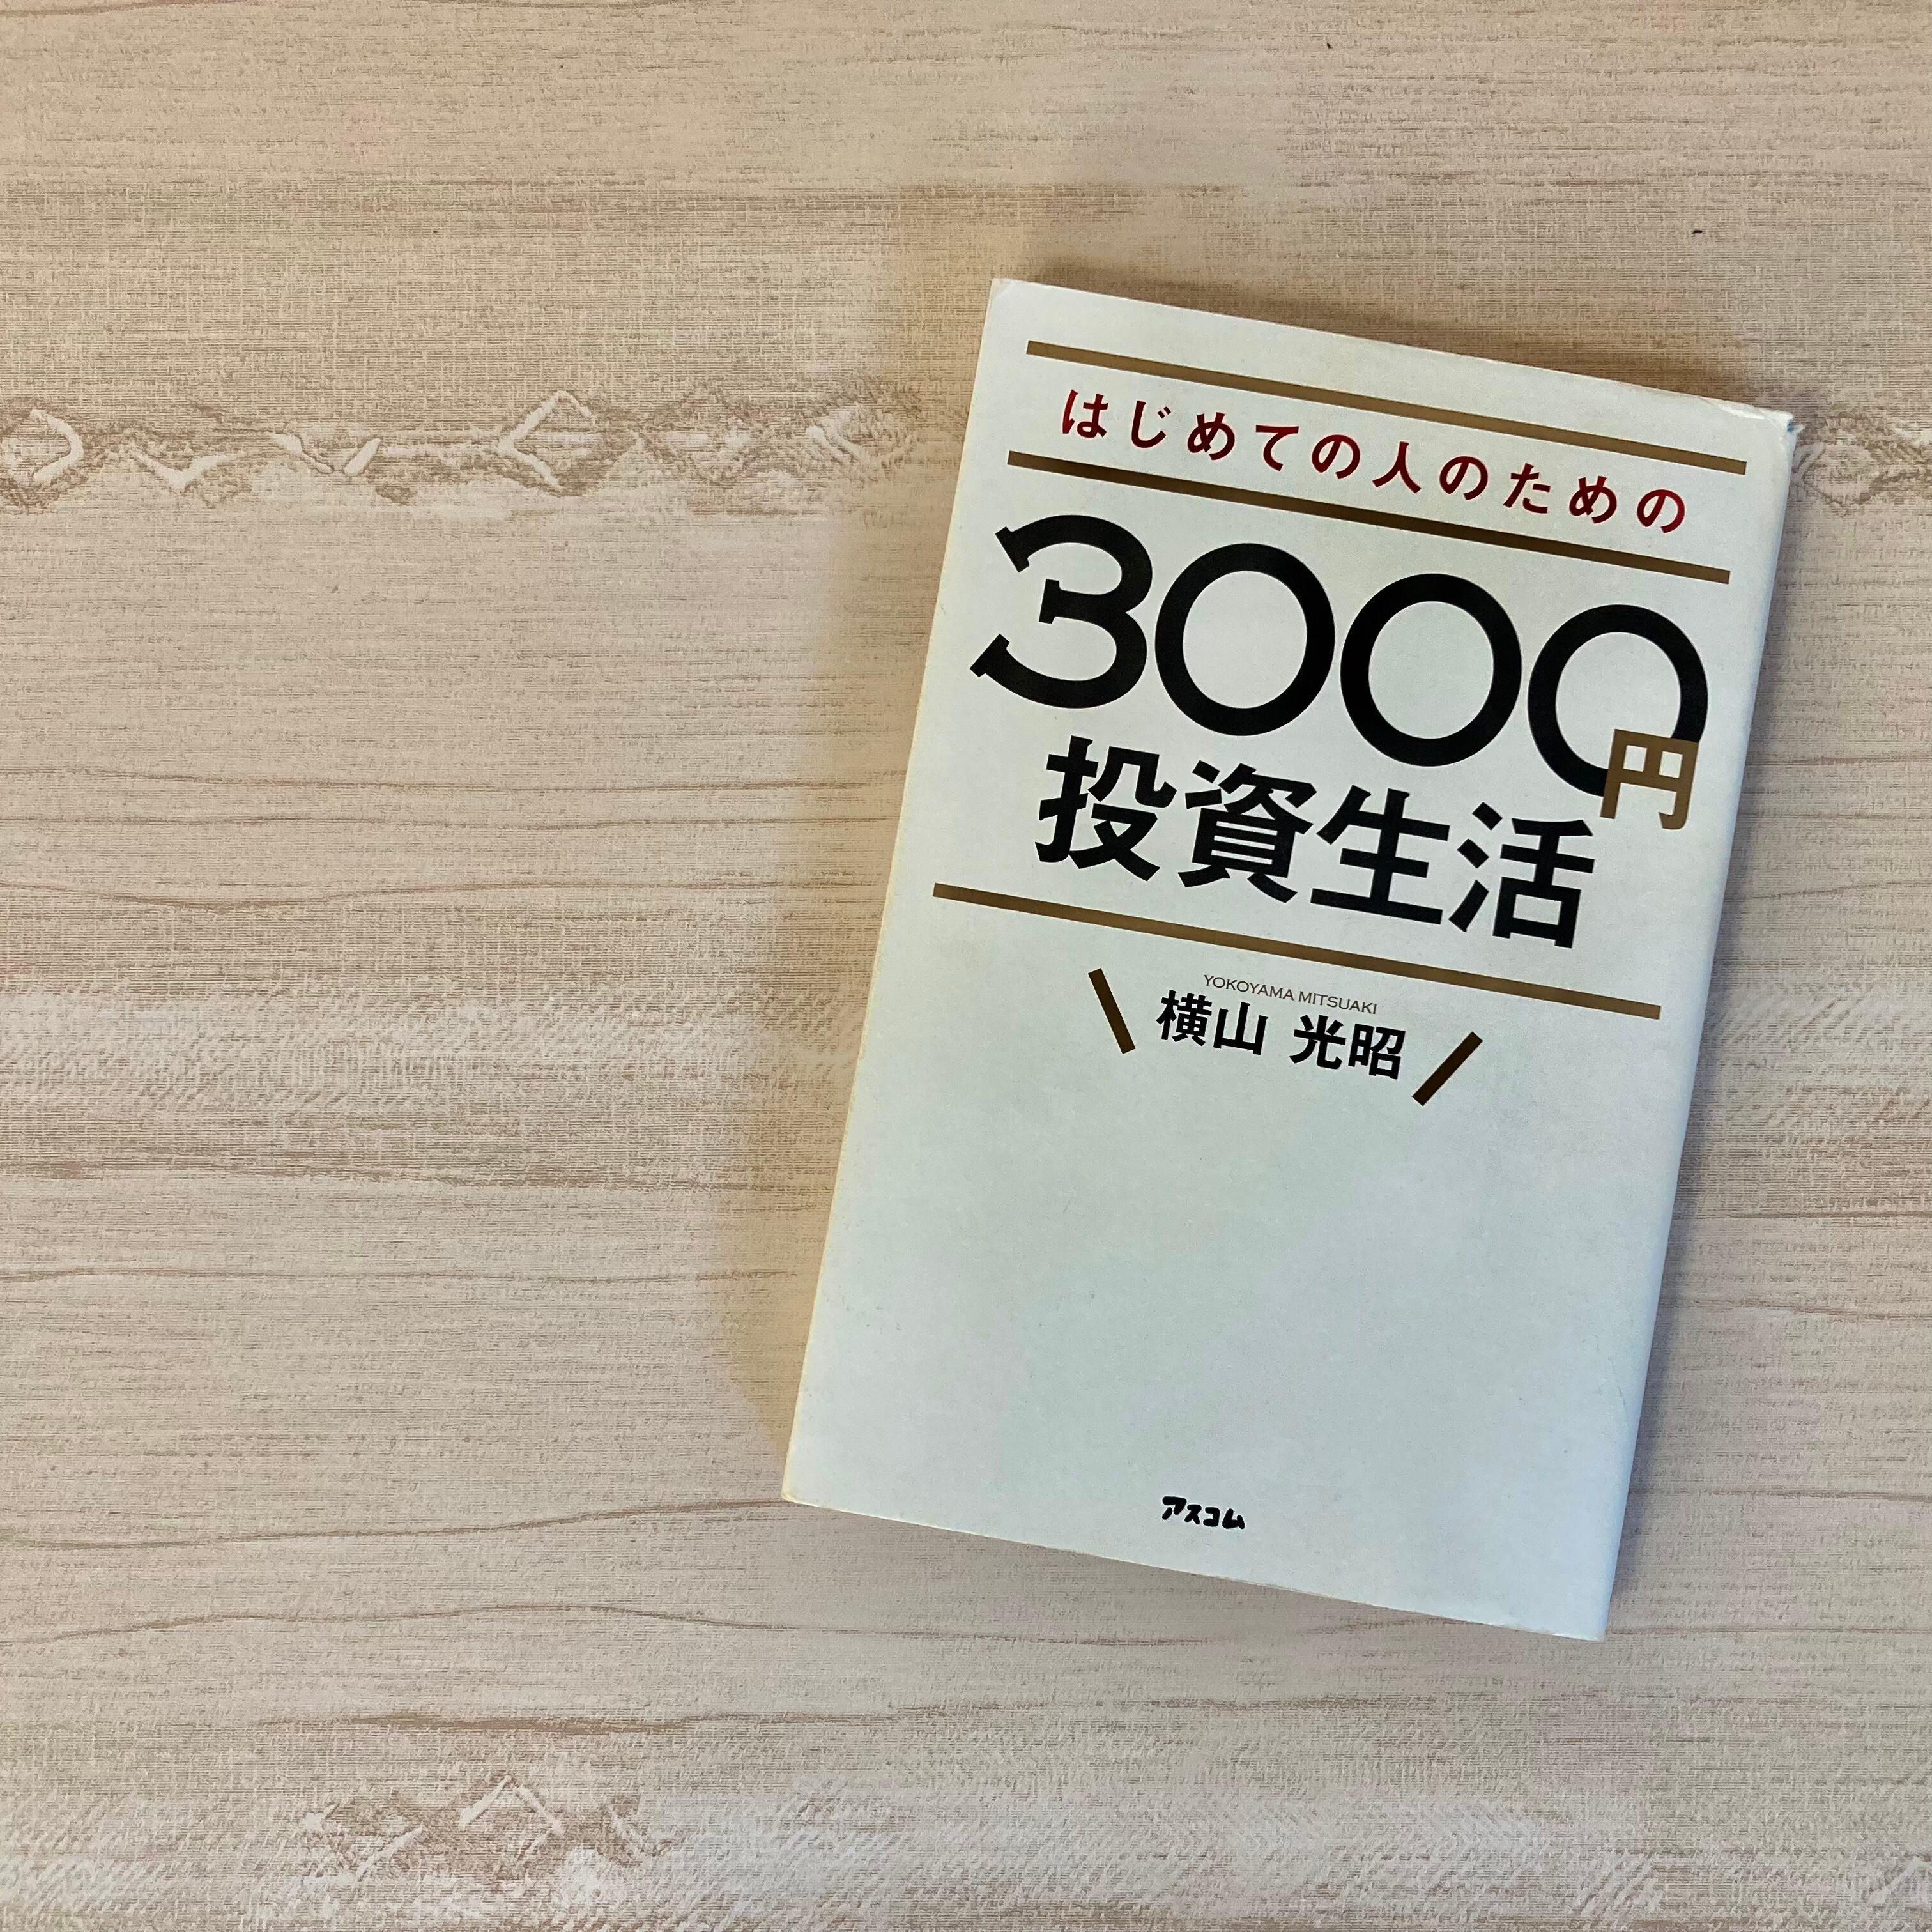 はじめての人のための
3000円
投資生活
YOKOYAMA MITSUAKI
横山 光昭
アスコム